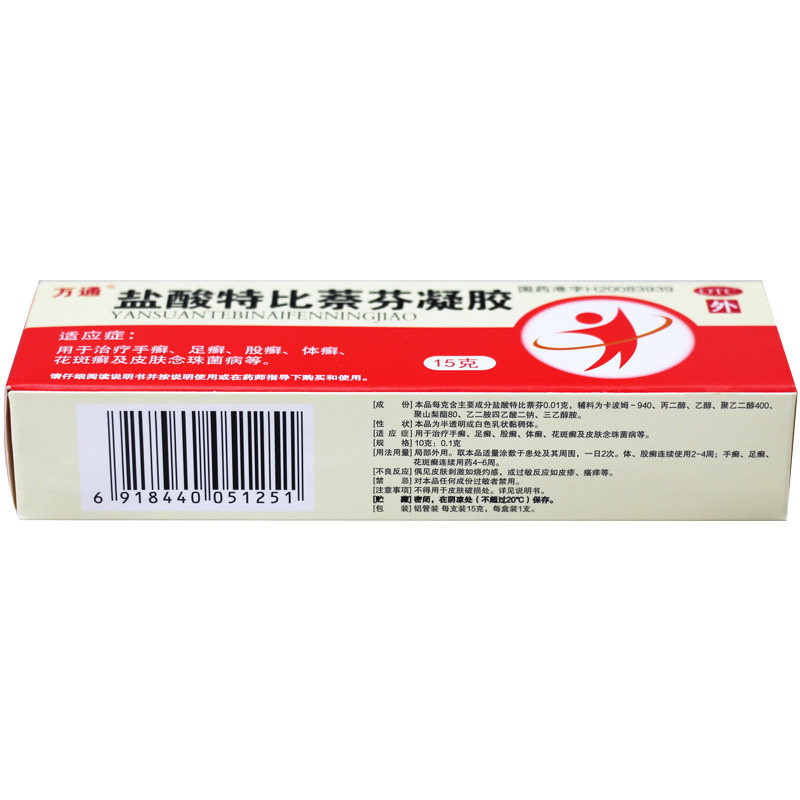 万通®
盐酸特比萘芬凝胶
YANSUANTEBINAIFENNINGJIAO
国药准字H20083939
OTC
外
适应症：
用于治疗手癣、足癣、股癣、体癣、
花斑癣及皮肤念珠菌病等。
15克
请仔细阅读说明书并按说明使用或在药师指导下购买和使用。
[成 份] 本品每克含主要成分盐酸特比萘芬0.01克，辅料为卡波姆-940、丙二醇、乙醇、聚乙二醇400、
聚山梨酯80、乙二胺四乙酸二钠、三乙醇胺。
[性 状] 本品为半透明或白色乳状黏稠体。
[适 应 症] 用于治疗手癣、足癣、股癣、体癣、花斑癣及皮肤念珠菌病等。
[规 格] 10克：0.1克
[用法用量] 局部外用。取本品适量涂敷于患处及其周围，一日2次。体、股癣连续使用2-4周；手癣、足癣、
花斑癣连续用药4-6周。
[不良反应] 偶见皮肤刺激如烧灼感，或过敏反应如皮疹、瘙痒等。
[禁 忌] 对本品任何成份过敏者禁用。
[注意事项] 不得用于皮肤破损处。详见说明书。
[贮 藏] 密闭，在阴凉处（不超过20℃）保存。
[包 装] 铝管装 每支装15克，每盒装1支。
6 918440 051251